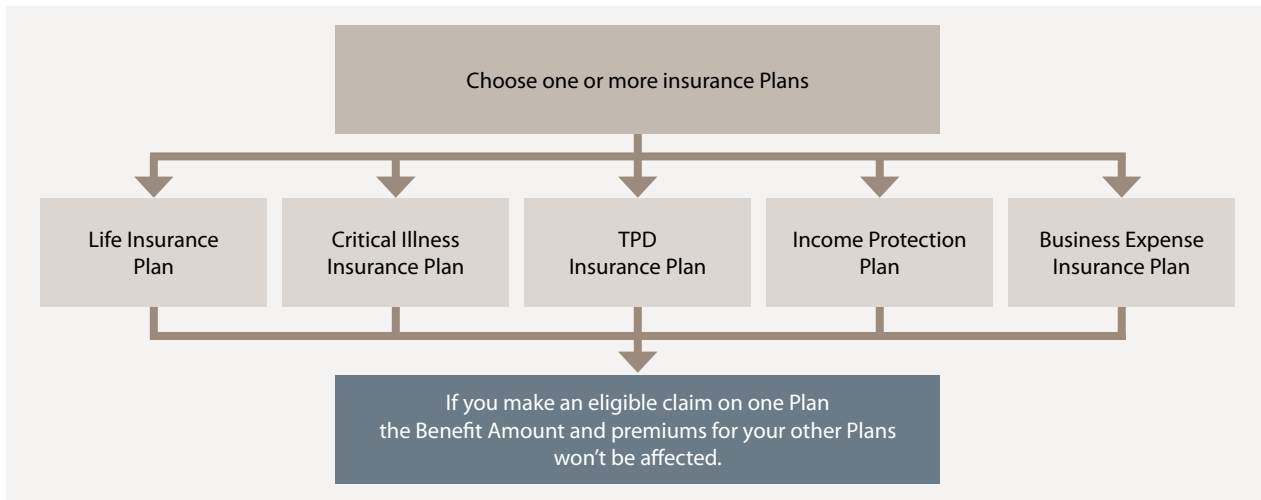 Choose one or more insurance Plans
Life Insurance
Plan
Critical Illness
Insurance Plan
TPD
Insurance Plan
Income Protection
Plan
Business Expense
Insurance Plan
If you make an eligible claim on one Plan
the Benefit Amount and premiums for your other Plans
won't be affected.